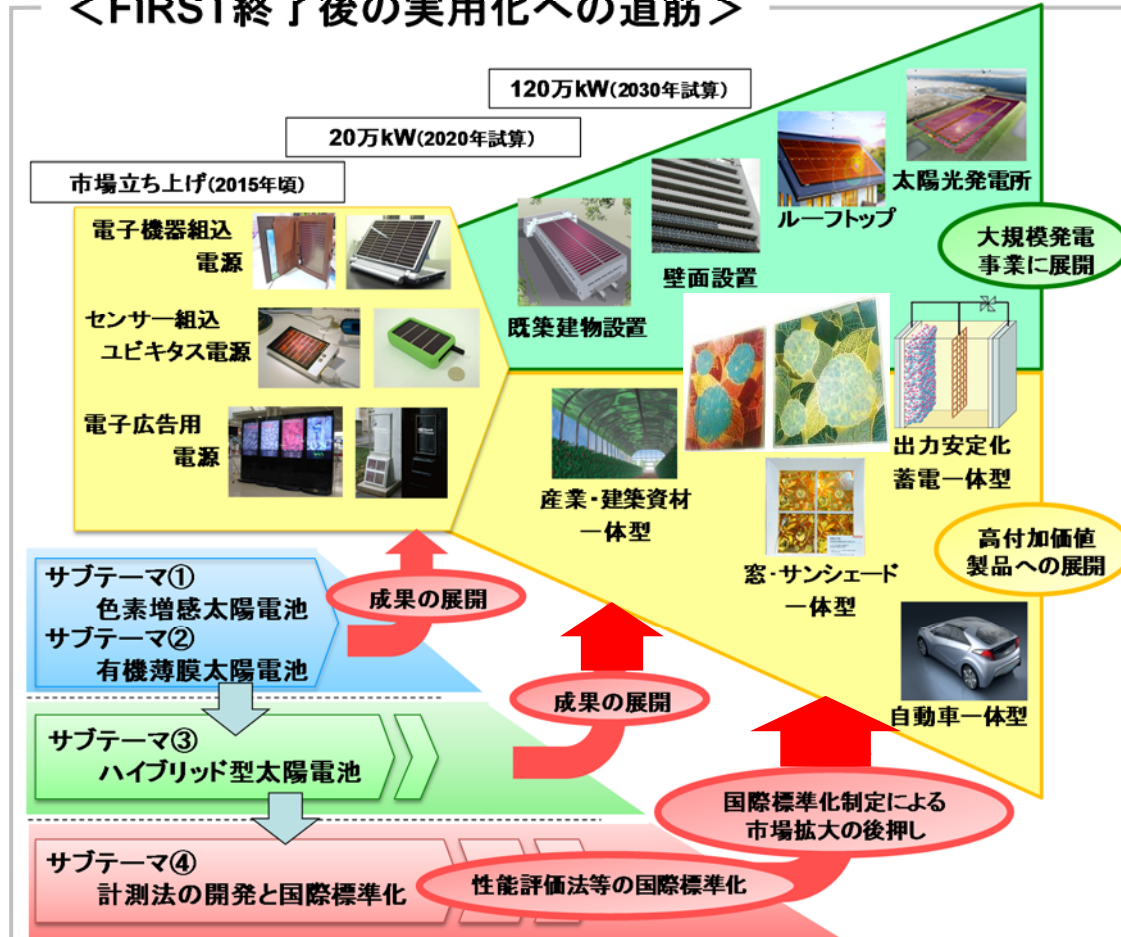 ＜FIRST終了後の実用化への道筋＞
120万kW(2030年試算)
20万kW(2020年試算)
市場立ち上げ(2015年頃)
電子機器組込
電源
センサー組込
ユビキタス電源
電子広告用
電源
既築建物設置
壁面設置
ルーフトップ
太陽光発電所
大規模発電
事業に展開
産業・建築資材
一体型
窓・サンシェード
一体型
出力安定化
蓄電一体型
高付加価値
製品への展開
自動車一体型
サブテーマ①
色素増感太陽電池
サブテーマ②
有機薄膜太陽電池
成果の展開
サブテーマ③
ハイブリッド型太陽電池
成果の展開
サブテーマ④
計測法の開発と国際標準化
性能評価法等の国際標準化
国際標準化制定による
市場拡大の後押し